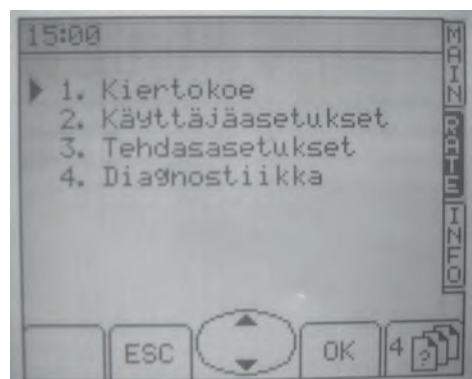 15:00
1. Kiertokoe
2. Käyttäjäasetukset
3. Tehdasasetukset
4. Diagnostiikka
MAIN
RATE
INFO
ESC
OK
4
?